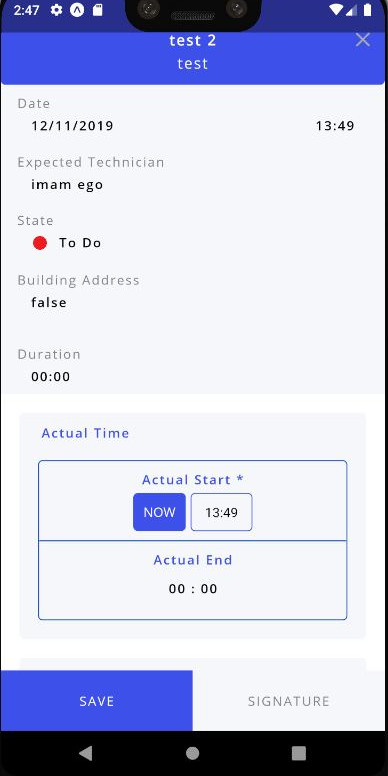 2:47
test 2
test
Date
12/11/2019 13:49
Expected Technician
imam ego
State
To Do
Building Address
false
Duration
00:00
Actual Time
Actual Start *
NOW 13:49
Actual End
00 : 00
SAVE SIGNATURE